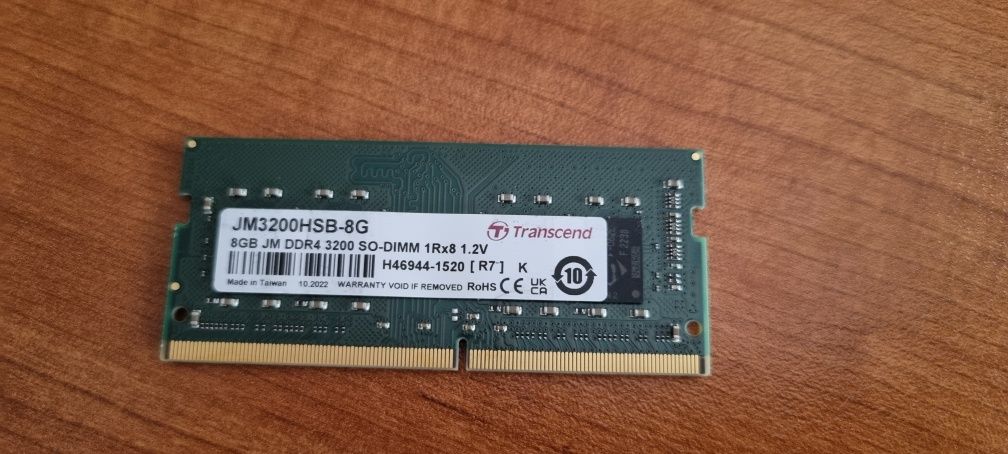 JM3200HSB-8G
Transcend
8GB JM DDR4 3200 SO-DIMM 1Rx8 1.2V
H46944-1520 [ R7 ] K
10
Made in Taiwan 10.2022 WARRANTY VOID IF REMOVED RoHS CE UK CA
F 2239